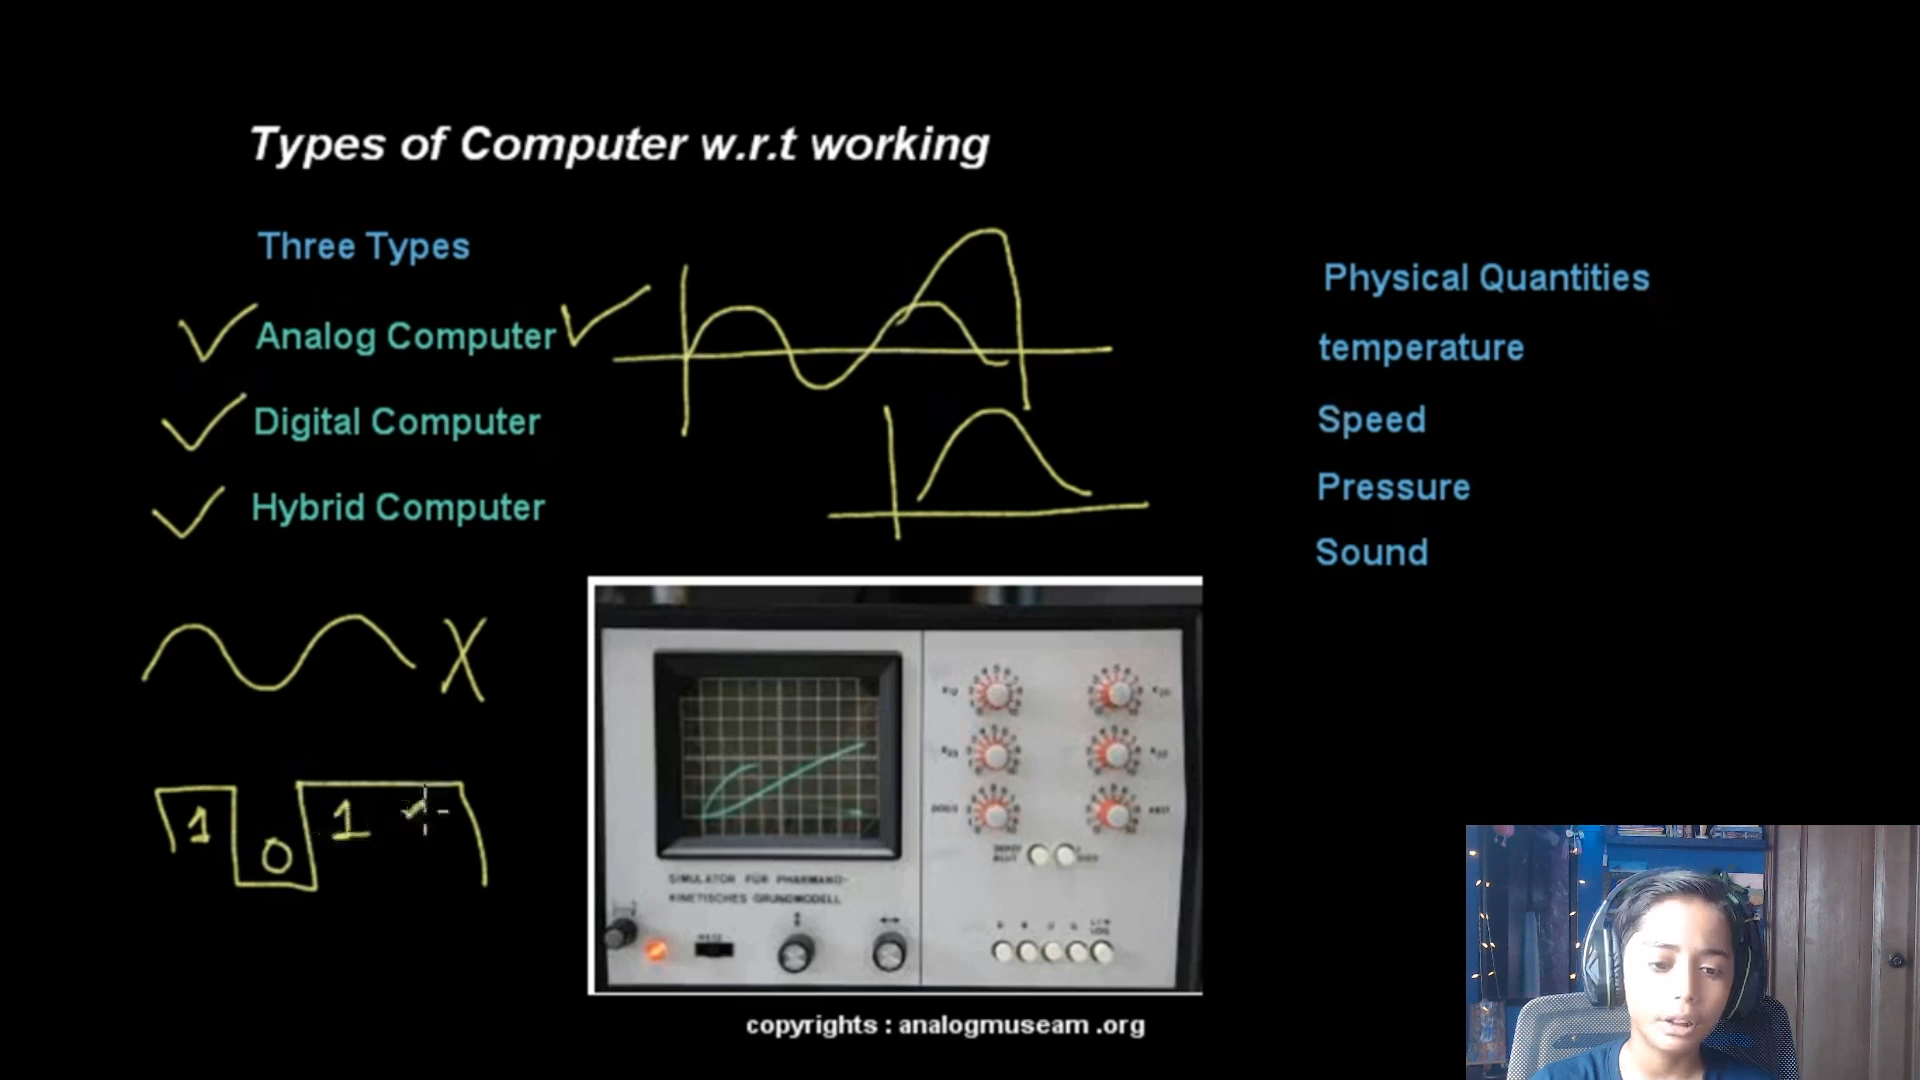 Types of Computer w.r.t working
Three Types
Analog Computer
Digital Computer
Hybrid Computer
Physical Quantities
temperature
Speed
Pressure
Sound
X
1 0 1
SIMULATOR FÜR PHARMAKO-
KINETISCHES GRUNDMODELL
copyrights : analogmuseam .org